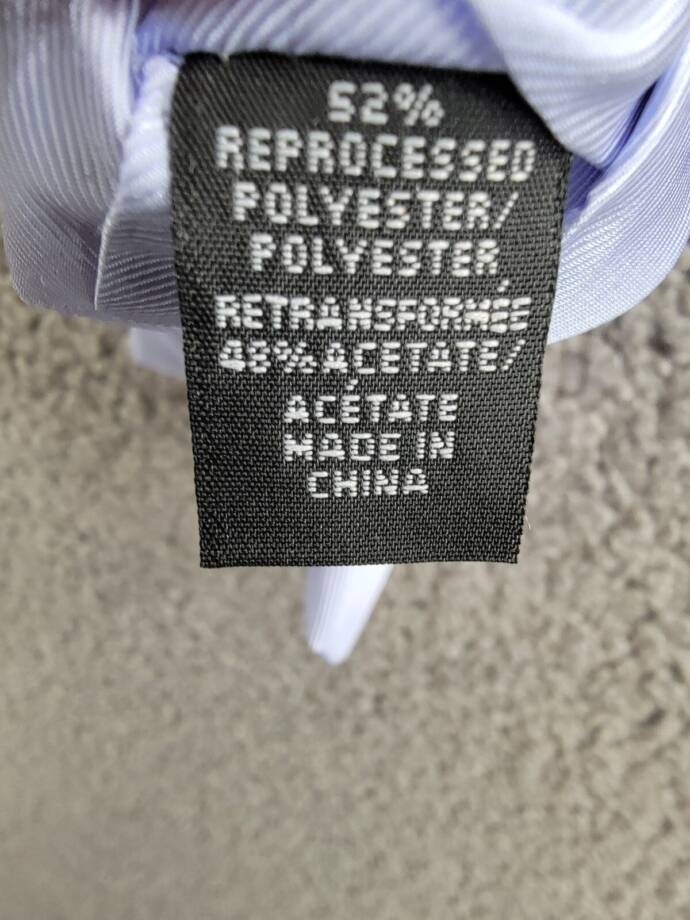 52%
REPROCESSED
POLYESTER/
POLYESTER
RETRANSFORMÉE
48%ACETATE/
ACÉTATE
MADE IN
CHINA